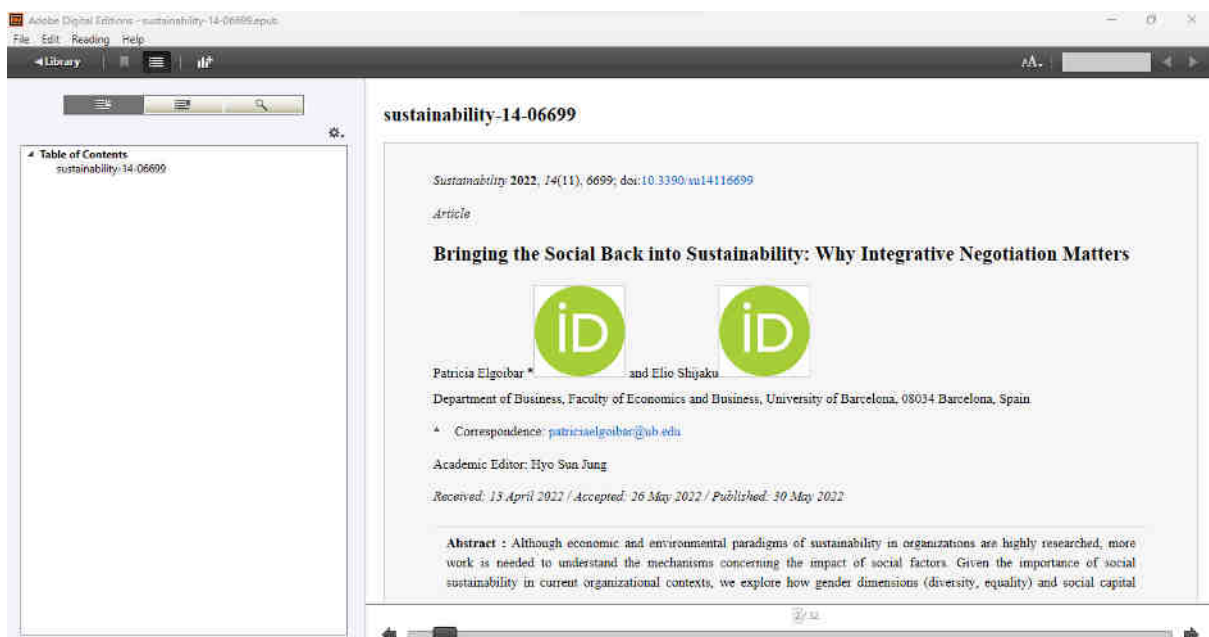 Adobe Digital Editions - sustainability-14-06699.epub
File Edit Reading Help
Library
AA
Table of Contents
sustainability-14-06699
sustainability-14-06699
Sustainability 2022, 14(11), 6699; doi:10.3390/su14116699
Article
Bringing the Social Back into Sustainability: Why Integrative Negotiation Matters
iD iD
Patricia Elgoibar * and Elio Shijaku
Department of Business, Faculty of Economics and Business, University of Barcelona, 08034 Barcelona, Spain
* Correspondence: patriciaelgoibar@ub.edu
Academic Editor: Hyo Sun Jung
Received: 13 April 2022 / Accepted: 26 May 2022 / Published: 30 May 2022
Abstract : Although economic and environmental paradigms of sustainability in organizations are highly researched, more
work is needed to understand the mechanisms concerning the impact of social factors. Given the importance of social
sustainability in current organizational contexts, we explore how gender dimensions (diversity, equality) and social capital